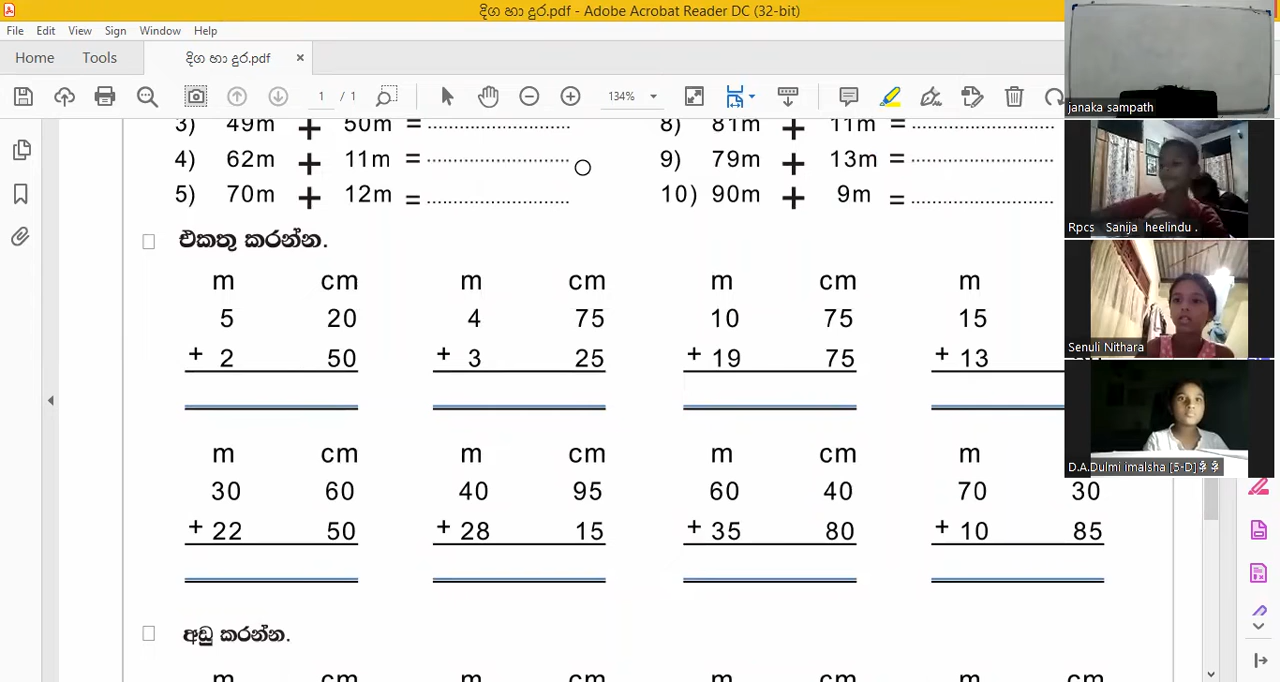 දිග හා දුර.pdf - Adobe Acrobat Reader DC (32-bit)
File Edit View Sign Window Help
Home Tools දිග හා දුර.pdf ×
1 / 1 134%
3) 49m + 50m = ........................
8) 81m + 11m = ........................
4) 62m + 11m = ........................
9) 79m + 13m = ........................
5) 70m + 12m = ........................
10) 90m + 9m = ........................
එකතු කරන්න.
m cm m cm m cm m
5 20 4 75 10 75 15
+ 2 50 + 3 25 + 19 75 + 13
m cm m cm m cm m
30 60 40 95 60 40 70 30
+ 22 50 + 28 15 + 35 80 + 10 85
අඩු කරන්න.
m cm m cm m cm m cm
janaka sampath
Rpcs Sanija heelindu .
Senuli Nithara
D.A.Dulmi imalsha [5-D]